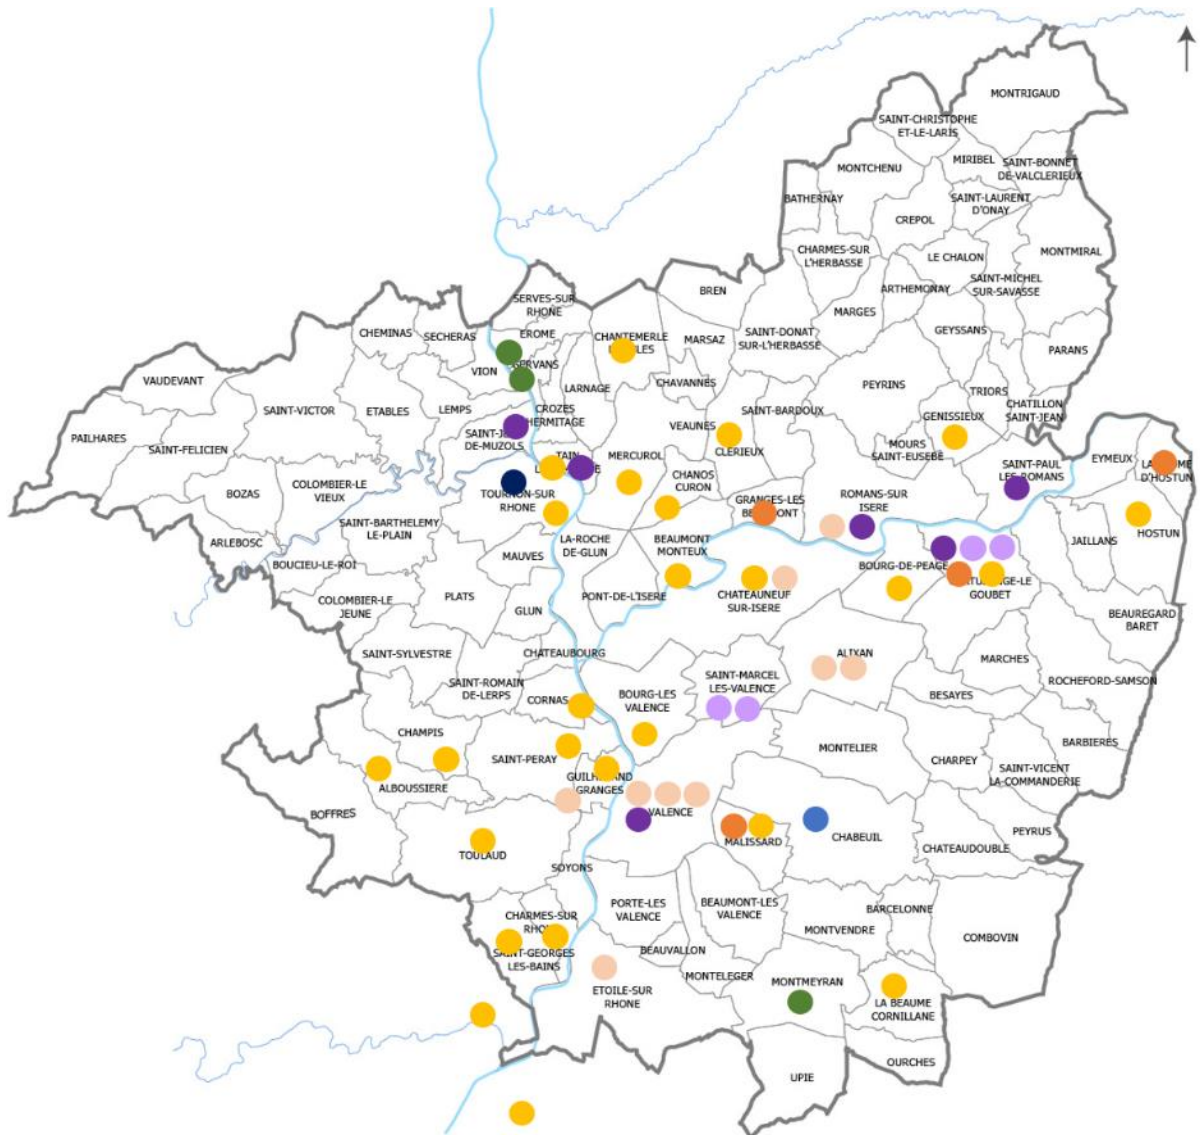 MONTRIGAUD
SAINT-CHRISTOPHE
ET-LE-LARIS
MONTCHENU
MIRIBEL
SAINT-BONNET
DE-VALCLERIEUX
BATHERNAY
SAINT-LAURENT
D'ONAY
CREPOL
CHARMES-SUR
L'HERBASSE
LE CHALON
MONTMIRAL
SAINT-MICHEL
SUR-SAVASSE
ARTHEMONAY
BREN
SERVES-SUR
RHONE
MARGES
GEYSSANS
CHEMINAS
SECHERAS
EROME
CHANTEMERLE
MARSAZ
SAINT-DONAT
SUR-L'HERBASSE
PARANS
VION
VAUDEVANT
LARNAGE
CHAVANNES
PEYRINS
TRIORS
CHATILLON
SAINT-JEAN
SAINT-VICTOR
ETABLES
LEMPS
CROZES
HERMITAGE
SAINT-BARDOUX
GENISSIEUX
VEAUNES
PAILHARES
SAINT-FELICIEN
DE-MUZOLS
CLERIEUX
MOURS
SAINT-EUSEBE
TAIN
MERCUROL
EYMEUX
D'HOSTUN
SAINT-PAUL
CHANOS
CURON
COLOMBIER-LE
VIEUX
BOZAS
TOURNON-SUR
RHONE
GRANGES-LES
ROMANS-SUR
ISERE
SAINT-BARTHELEMY
LE-PLAIN
HOSTUN
JAILLANS
ARLEBOSC
LA-ROCHE
DE-GLUN
BEAUMONT
MONTEUX
MAUVES
BOUCIEU-LE-ROI
BOURG-DE-PEAGE
GOUBET
PLATS
PONT-DE-L'ISERE
CHATEAUNEUF
SUR-ISERE
COLOMBIER-LE
JEUNE
GLUN
BEAUREGARD
BARET
SAINT-SYLVESTRE
CHATEAUBOURG
ALIXAN
MARCHES
SAINT-MARCEL
LES-VALENCE
ROCHEFORD-SAMSON
SAINT-ROMAIN
DE-LERPS
CORNAS
BOURG-LES
VALENCE
BESAYES
CHAMPIS
MONTELIER
BARBIERES
SAINT-PERAY
CHARPEY
SAINT-VICENT
LA-COMMANDERIE
GRANGES
ALBOUSSIERE
BOFFRES
VALENCE
PEYRUS
MALISSARD
CHABEUIL
CHATEAUDOUBLE
TOULAUD
SOYONS
PORTE-LES
VALENCE
BEAUMONT-LES
VALENCE
BARCELONNE
CHARMES-SUR
MONTVENDRE
COMBOVIN
SAINT-GEORGES
LES-BAINS
BEAUVALLON
MONTELEGER
MONTMEYRAN
ETOILE-SUR
RHONE
LA BEAUME
CORNILLANE
OURCHES
UPIE